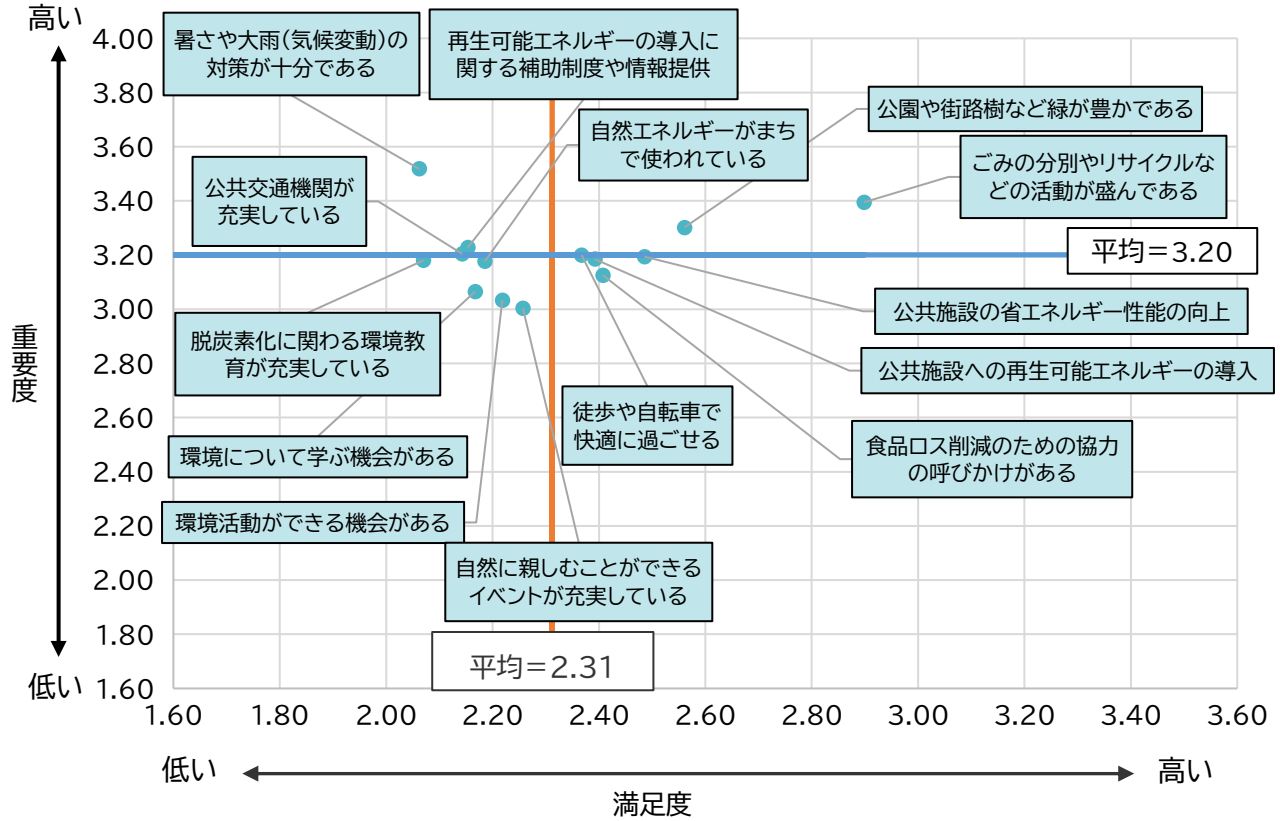 高い
4.00
3.80
3.60
3.40
3.20
3.00
2.80
2.60
2.40
2.20
2.00
1.80
1.60
低い
重要度
暑さや大雨(気候変動)の
対策が十分である
再生可能エネルギーの導入に
関する補助制度や情報提供
公園や街路樹など緑が豊かである
自然エネルギーがまち
で使われている
ごみの分別やリサイクルな
どの活動が盛んである
公共交通機関が
充実している
平均=3.20
公共施設の省エネルギー性能の向上
脱炭素化に関わる環境教
育が充実している
公共施設への再生可能エネルギーの導入
徒歩や自転車で
快適に過ごせる
食品ロス削減のための協力
の呼びかけがある
環境について学ぶ機会がある
環境活動ができる機会がある
自然に親しむことができる
イベントが充実している
平均=2.31
1.60
1.80
2.00
2.20
2.40
2.60
2.80
3.00
3.20
3.40
3.60
低い
高い
満足度